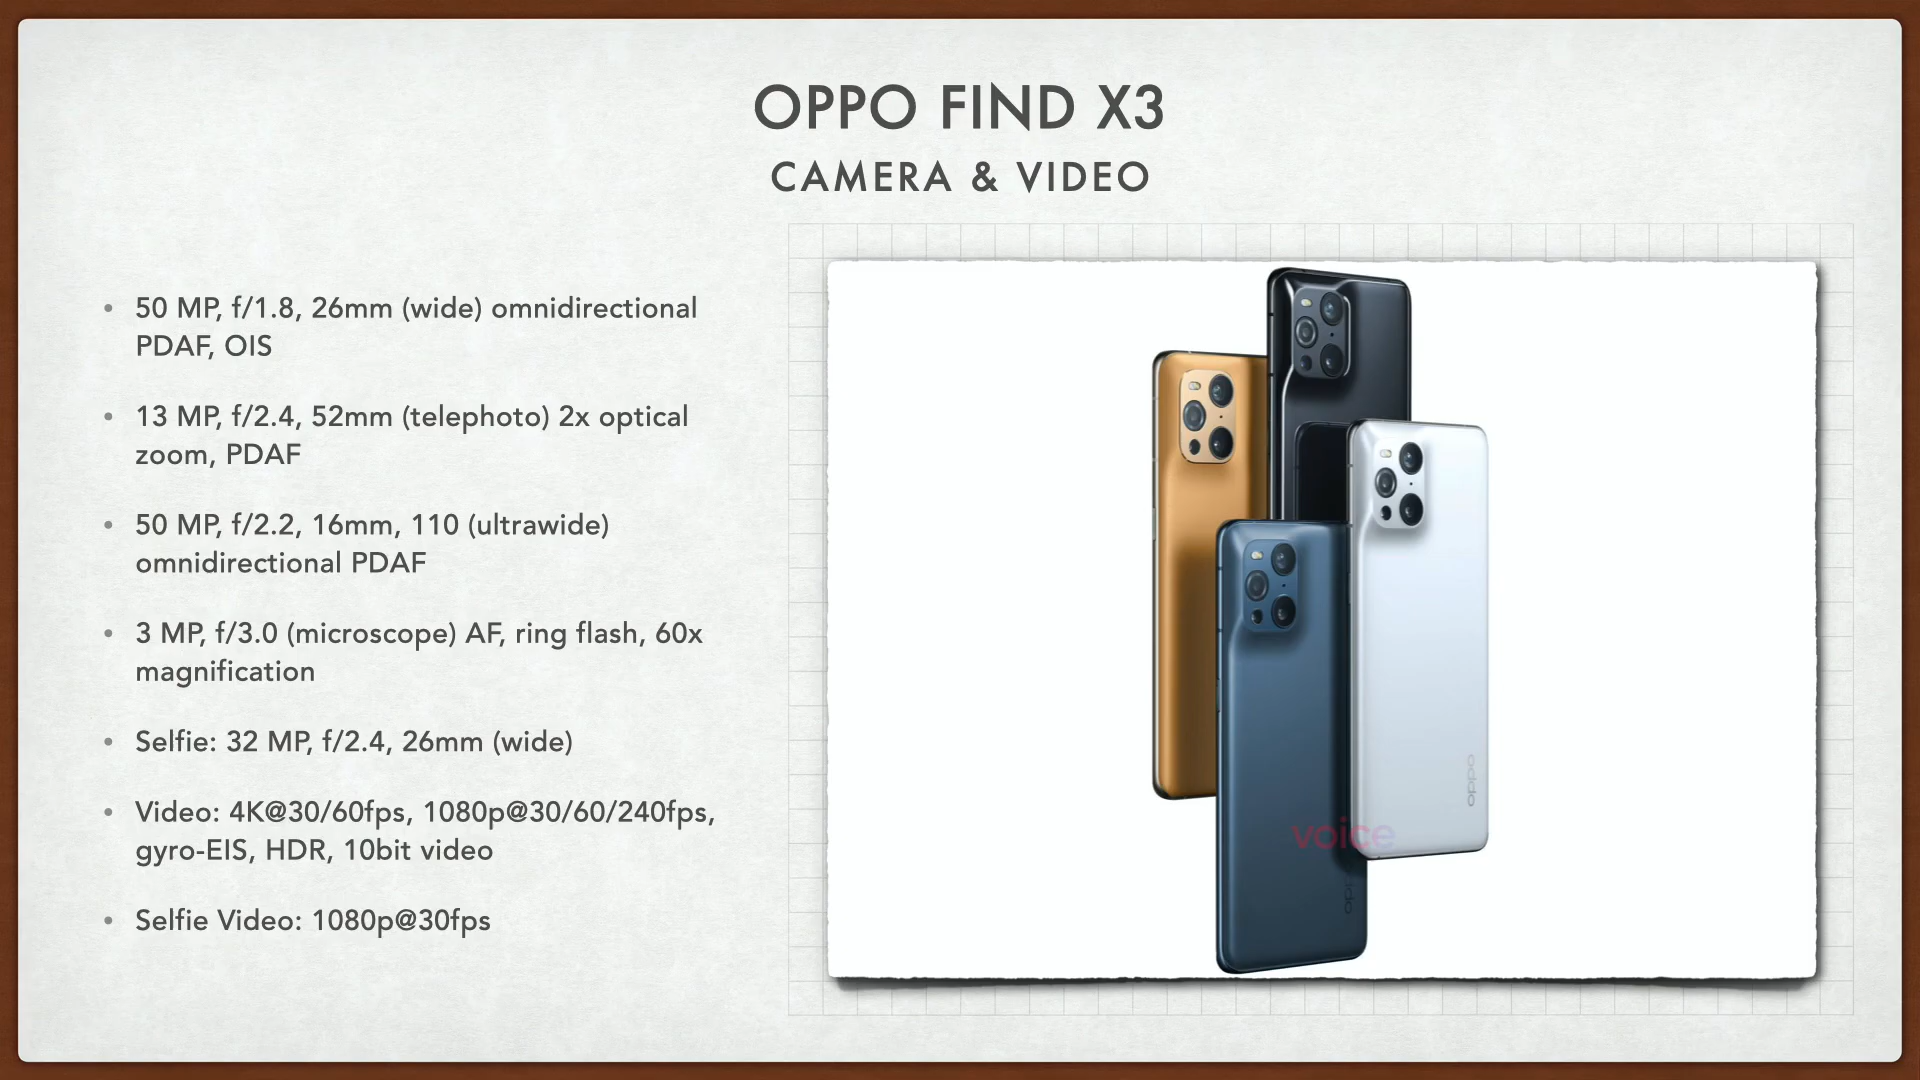 OPPO FIND X3
CAMERA & VIDEO
• 50 MP, f/1.8, 26mm (wide) omnidirectional
PDAF, OIS
• 13 MP, f/2.4, 52mm (telephoto) 2x optical
zoom, PDAF
• 50 MP, f/2.2, 16mm, 110 (ultrawide)
omnidirectional PDAF
• 3 MP, f/3.0 (microscope) AF, ring flash, 60x
magnification
• Selfie: 32 MP, f/2.4, 26mm (wide)
• Video: 4K@30/60fps, 1080p@30/60/240fps,
gyro-EIS, HDR, 10bit video
• Selfie Video: 1080p@30fps
oppo
voice